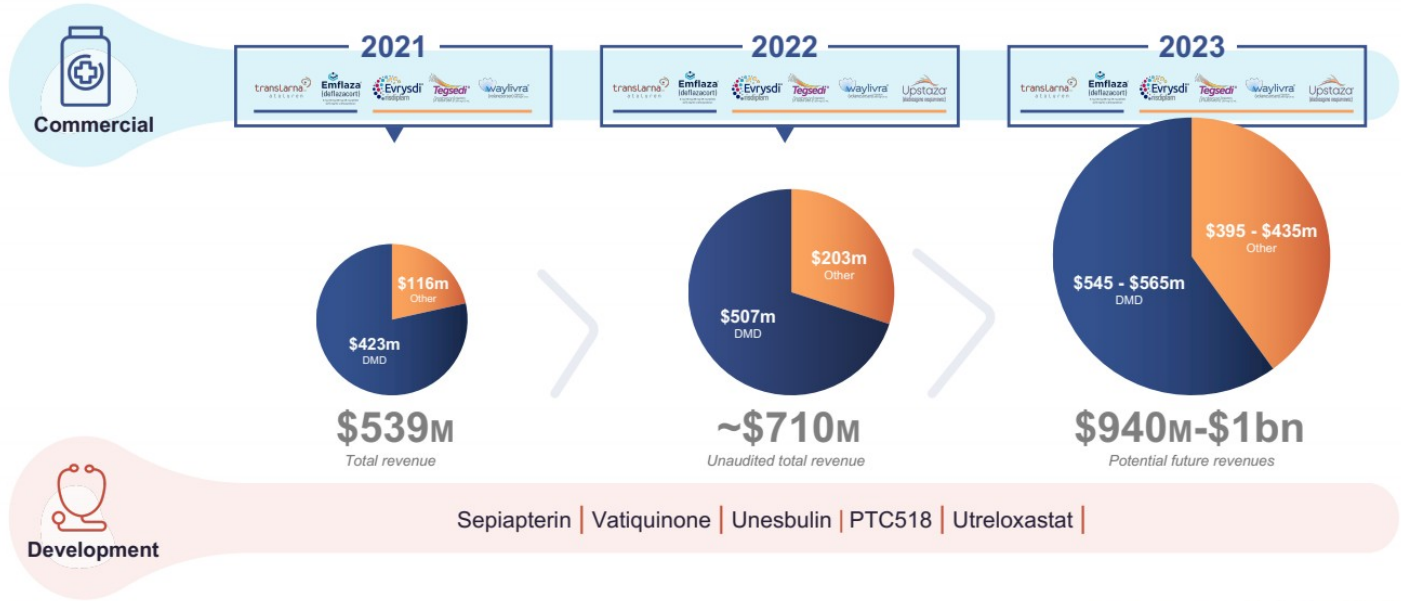 Commercial
2021
translarna
ataluren
Emflaza
(deflazacort)
Evrysdi
risdiplam
Tegsedi
waylivra
2022
translarna
ataluren
Emflaza
(deflazacort)
Evrysdi
risdiplam
Tegsedi
waylivra
Upstaza
2023
translarna
ataluren
Emflaza
(deflazacort)
Evrysdi
risdiplam
Tegsedi
waylivra
Upstaza
$116m
Other
$423m
DMD
$539M
Total revenue
$203m
Other
$507m
DMD
~$710M
Unaudited total revenue
$395 - $435m
Other
$545 - $565m
DMD
$940M-$1bn
Potential future revenues
Development
Sepiapterin | Vatiquinone | Unesbulin | PTC518 | Utreloxastat |